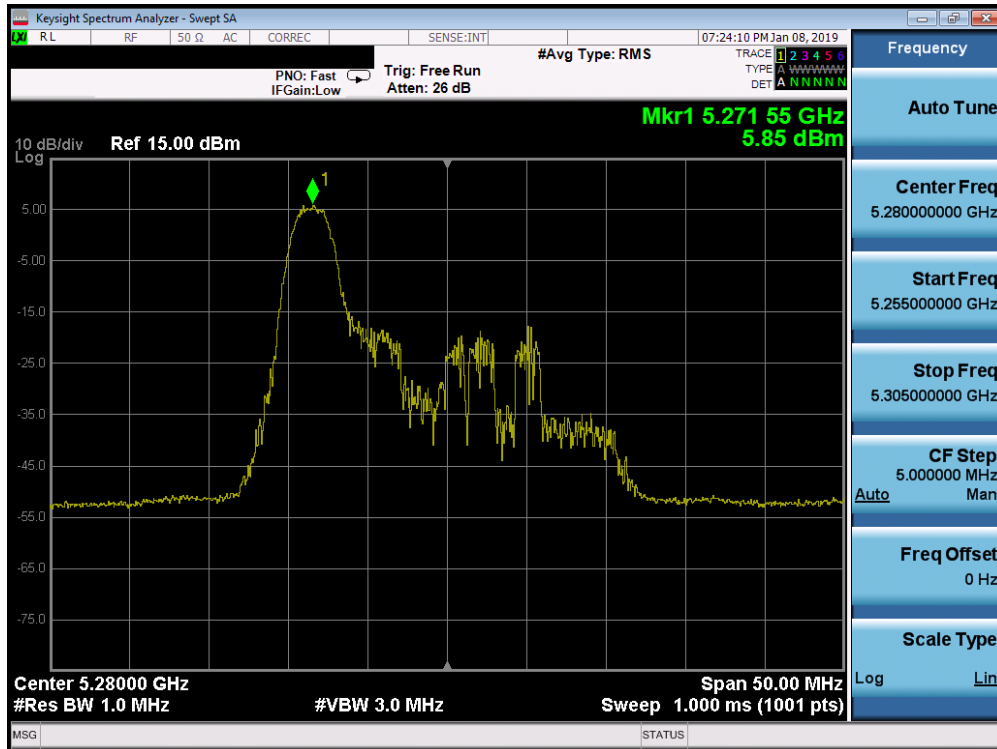 Keysight Spectrum Analyzer - Swept SA
LXI RL RF 50 Ω AC CORREC SENSE:INT 07:24:10 PM Jan 08, 2019
PNO: Fast
IFGain:Low
Trig: Free Run
Atten: 26 dB
#Avg Type: RMS
TRACE 1 2 3 4 5 6
TYPE A WWWWW
DET A N N N N N
Mkr1 5.271 55 GHz
5.85 dBm
10 dB/div Ref 15.00 dBm
Log
1
5.00
-5.00
-15.0
-25.0
-35.0
-45.0
-55.0
-65.0
-75.0
Center 5.28000 GHz Span 50.00 MHz
#Res BW 1.0 MHz #VBW 3.0 MHz Sweep 1.000 ms (1001 pts)
MSG STATUS
Frequency
Auto Tune
Center Freq
5.280000000 GHz
Start Freq
5.255000000 GHz
Stop Freq
5.305000000 GHz
CF Step
5.000000 MHz
Auto Man
Freq Offset
0 Hz
Scale Type
Log Lin